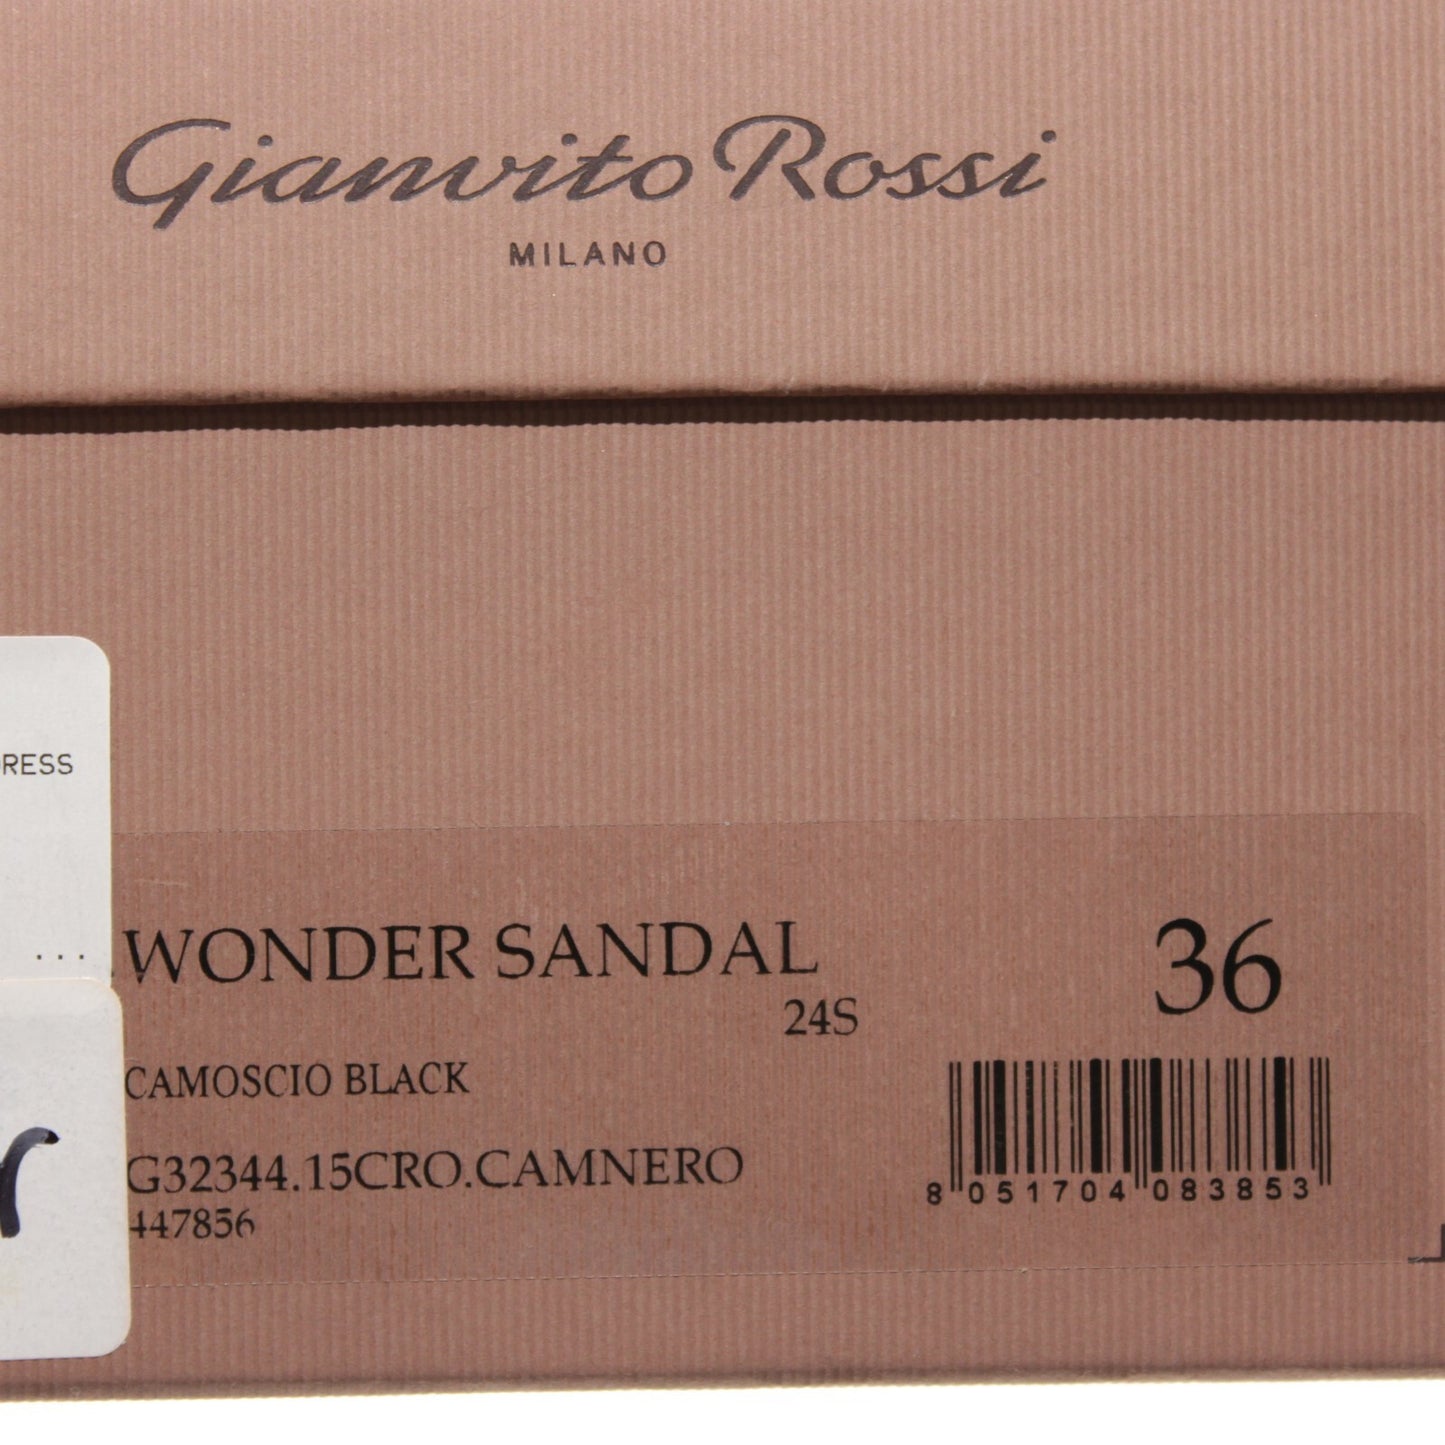 Gianvito Rossi
MILANO
WONDER SANDAL
36
24S
CAMOSCIO BLACK
G32344.15CRO.CAMNERO
447856
8 051704 083853